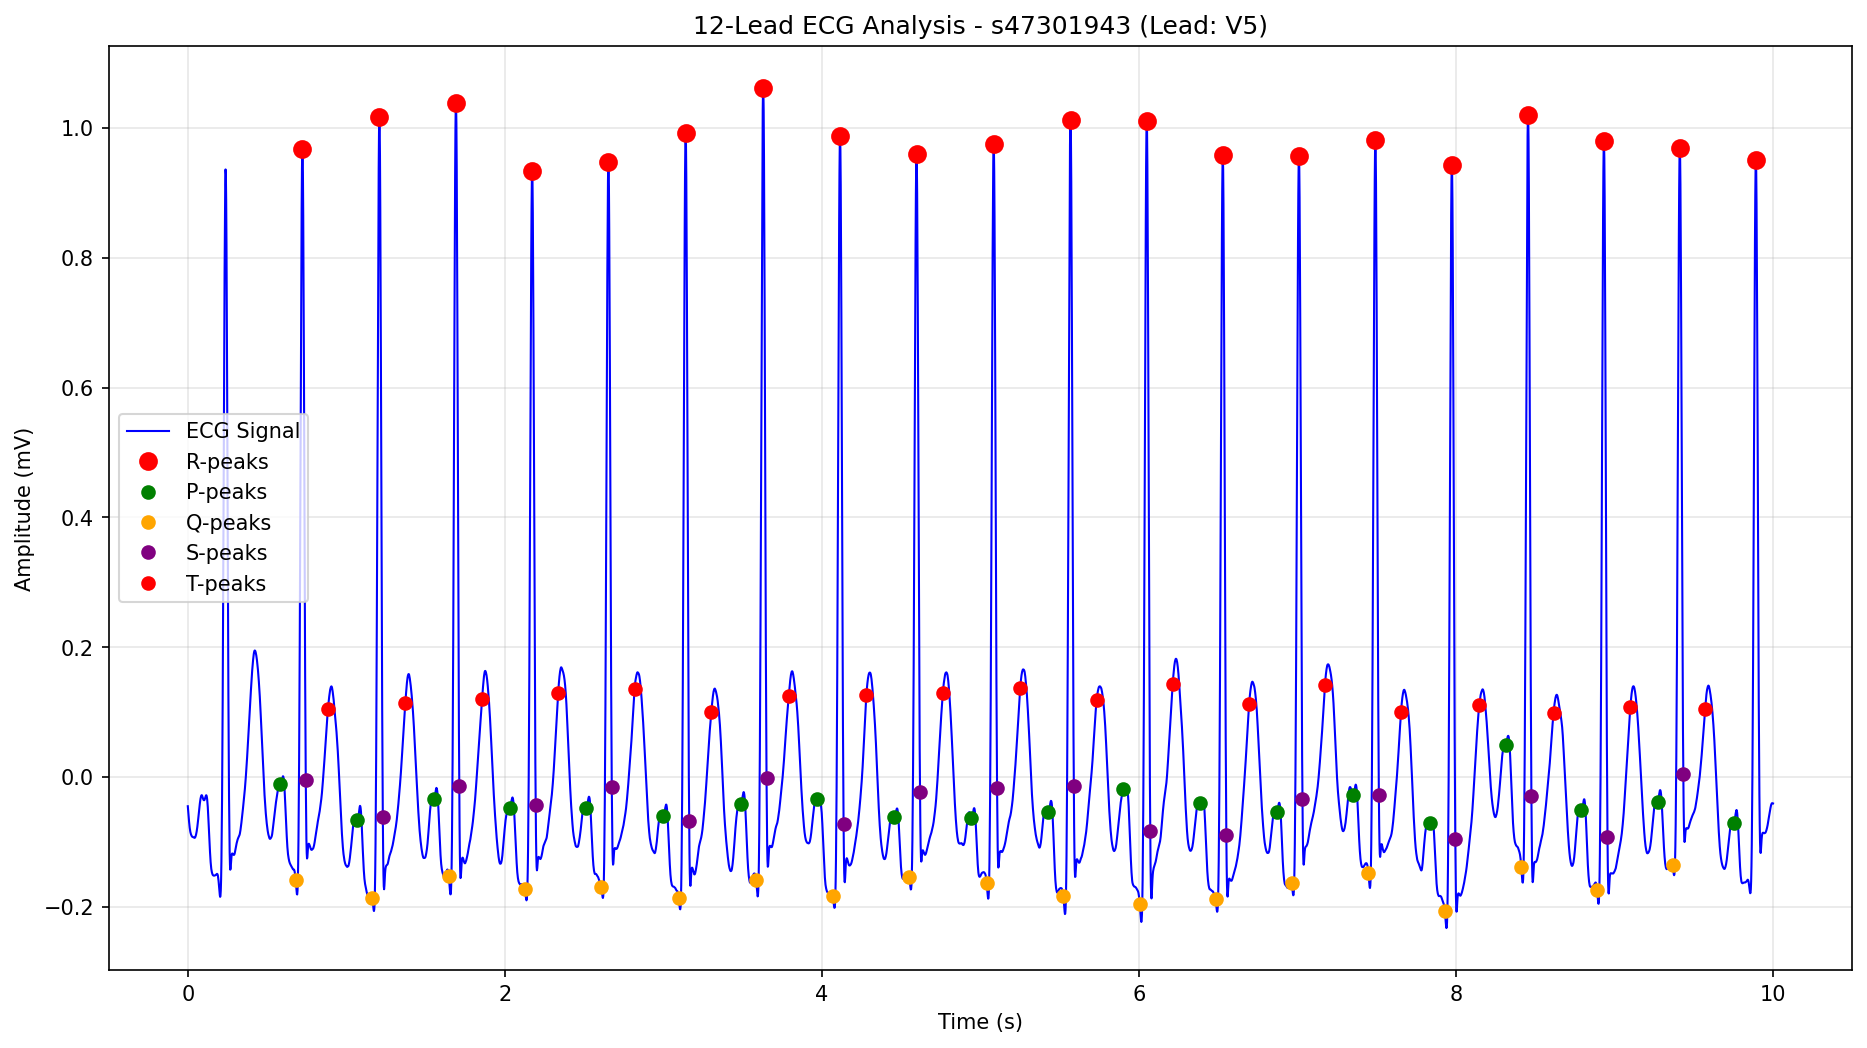 12-Lead ECG Analysis - s47301943 (Lead: V5)
1.0
0.8
0.6
0.4
0.2
0.0
−0.2
Amplitude (mV)
ECG Signal
R-peaks
P-peaks
Q-peaks
S-peaks
T-peaks
0 2 4 6 8 10
Time (s)